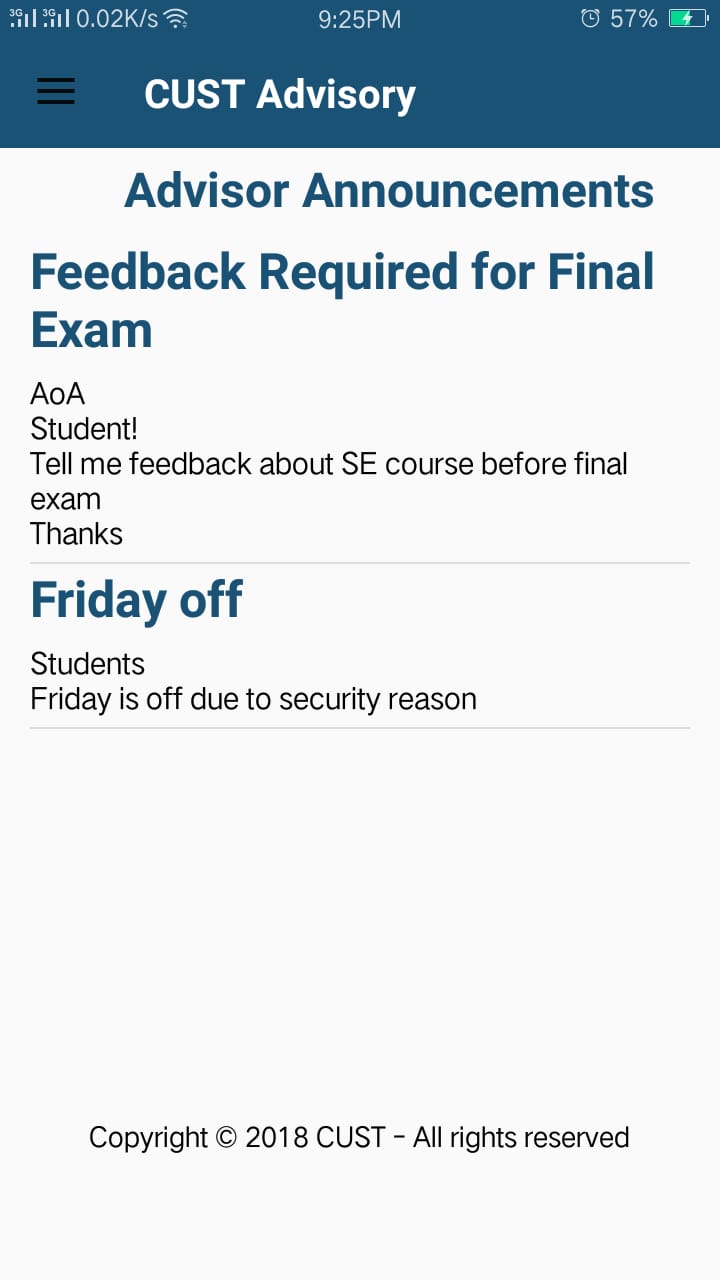 3G 3G 0.02K/s 9:25PM 57%
CUST Advisory
Advisor Announcements
Feedback Required for Final
Exam
AoA
Student!
Tell me feedback about SE course before final
exam
Thanks
Friday off
Students
Friday is off due to security reason
Copyright © 2018 CUST - All rights reserved